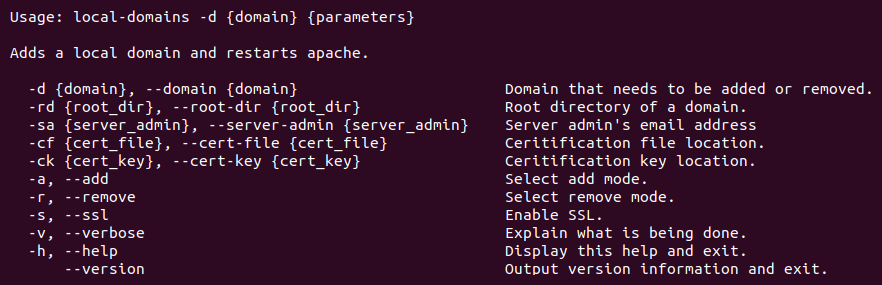 Usage: local-domains -d {domain} {parameters}
Adds a local domain and restarts apache.
-d {domain}, --domain {domain} Domain that needs to be added or removed.
-rd {root_dir}, --root-dir {root_dir} Root directory of a domain.
-sa {server_admin}, --server-admin {server_admin} Server admin's email address
-cf {cert_file}, --cert-file {cert_file} Ceritification file location.
-ck {cert_key}, --cert-key {cert_key} Ceritification key location.
-a, --add Select add mode.
-r, --remove Select remove mode.
-s, --ssl Enable SSL.
-v, --verbose Explain what is being done.
-h, --help Display this help and exit.
--version Output version information and exit.